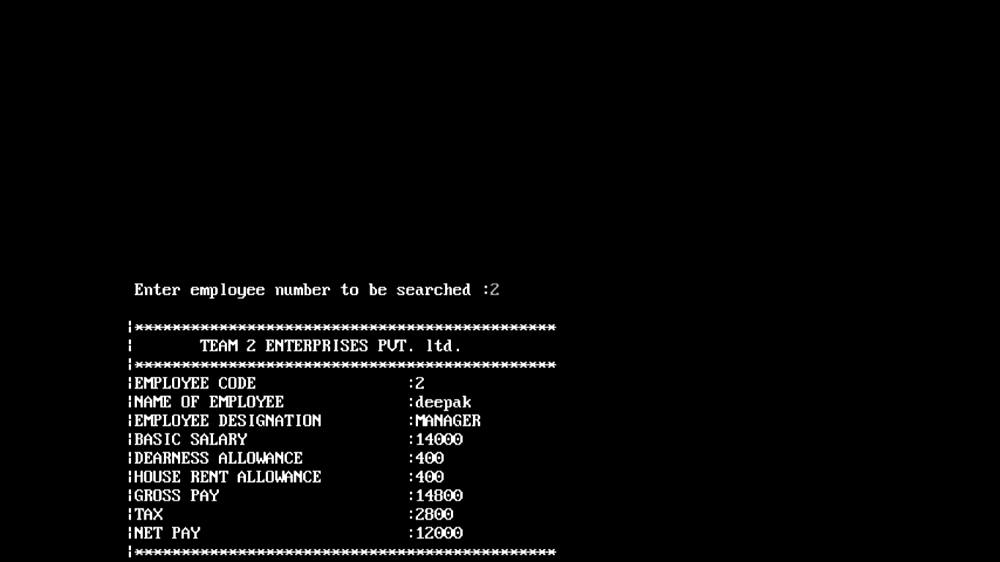 Enter employee number to be searched :2
|*********************************************
| TEAM 2 ENTERPRISES PVT. ltd.
|*********************************************
|EMPLOYEE CODE :2
|NAME OF EMPLOYEE :deepak
|EMPLOYEE DESIGNATION :MANAGER
|BASIC SALARY :14000
|DEARNESS ALLOWANCE :400
|HOUSE RENT ALLOWANCE :400
|GROSS PAY :14800
|TAX :2800
|NET PAY :12000
|*********************************************